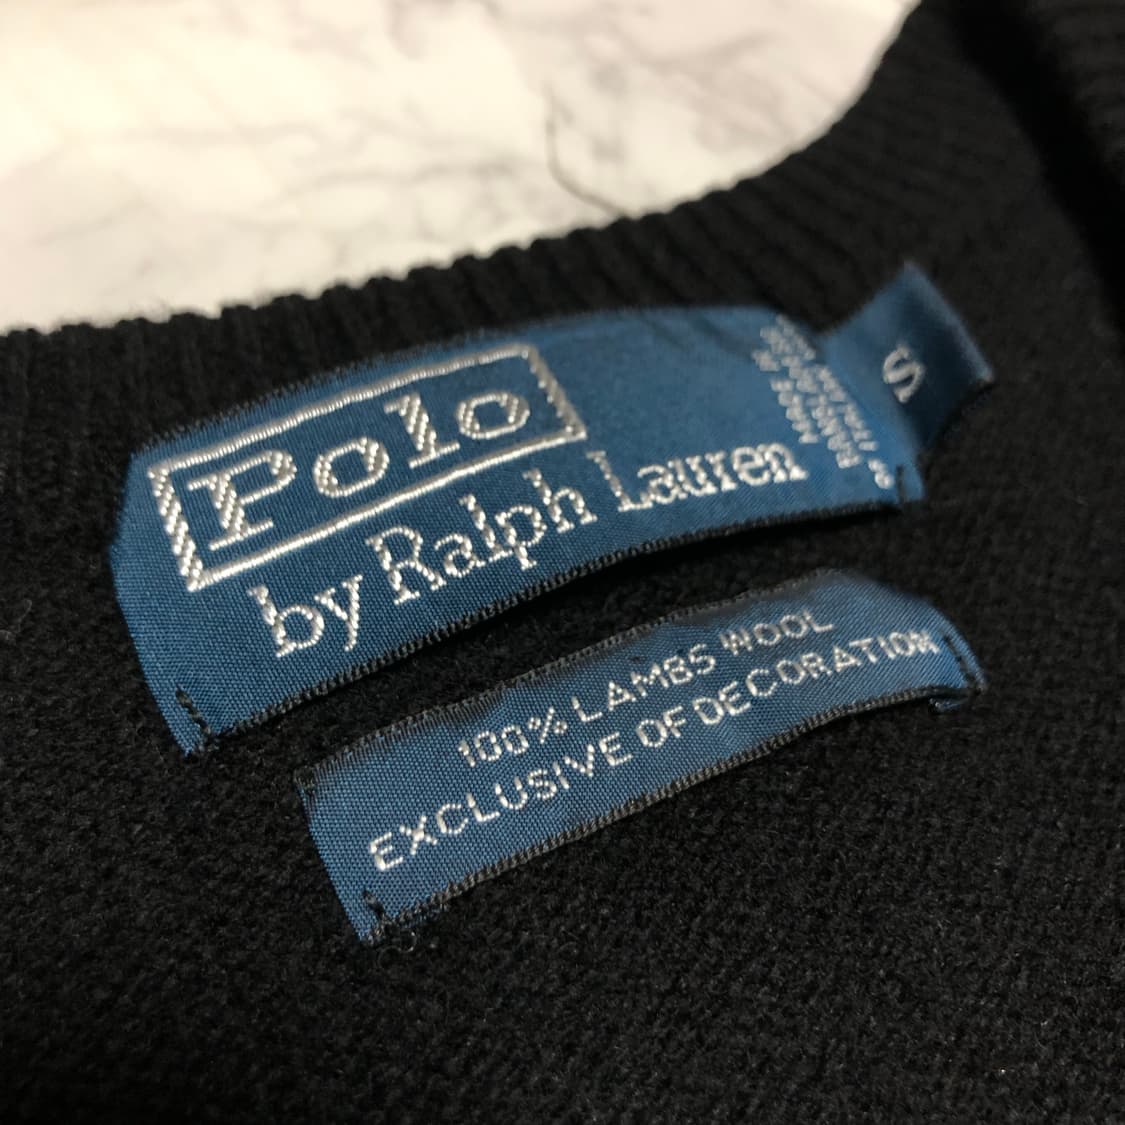 Polo
by Ralph Lauren
S
100% LAMBS WOOL
EXCLUSIVE OF DECORATION